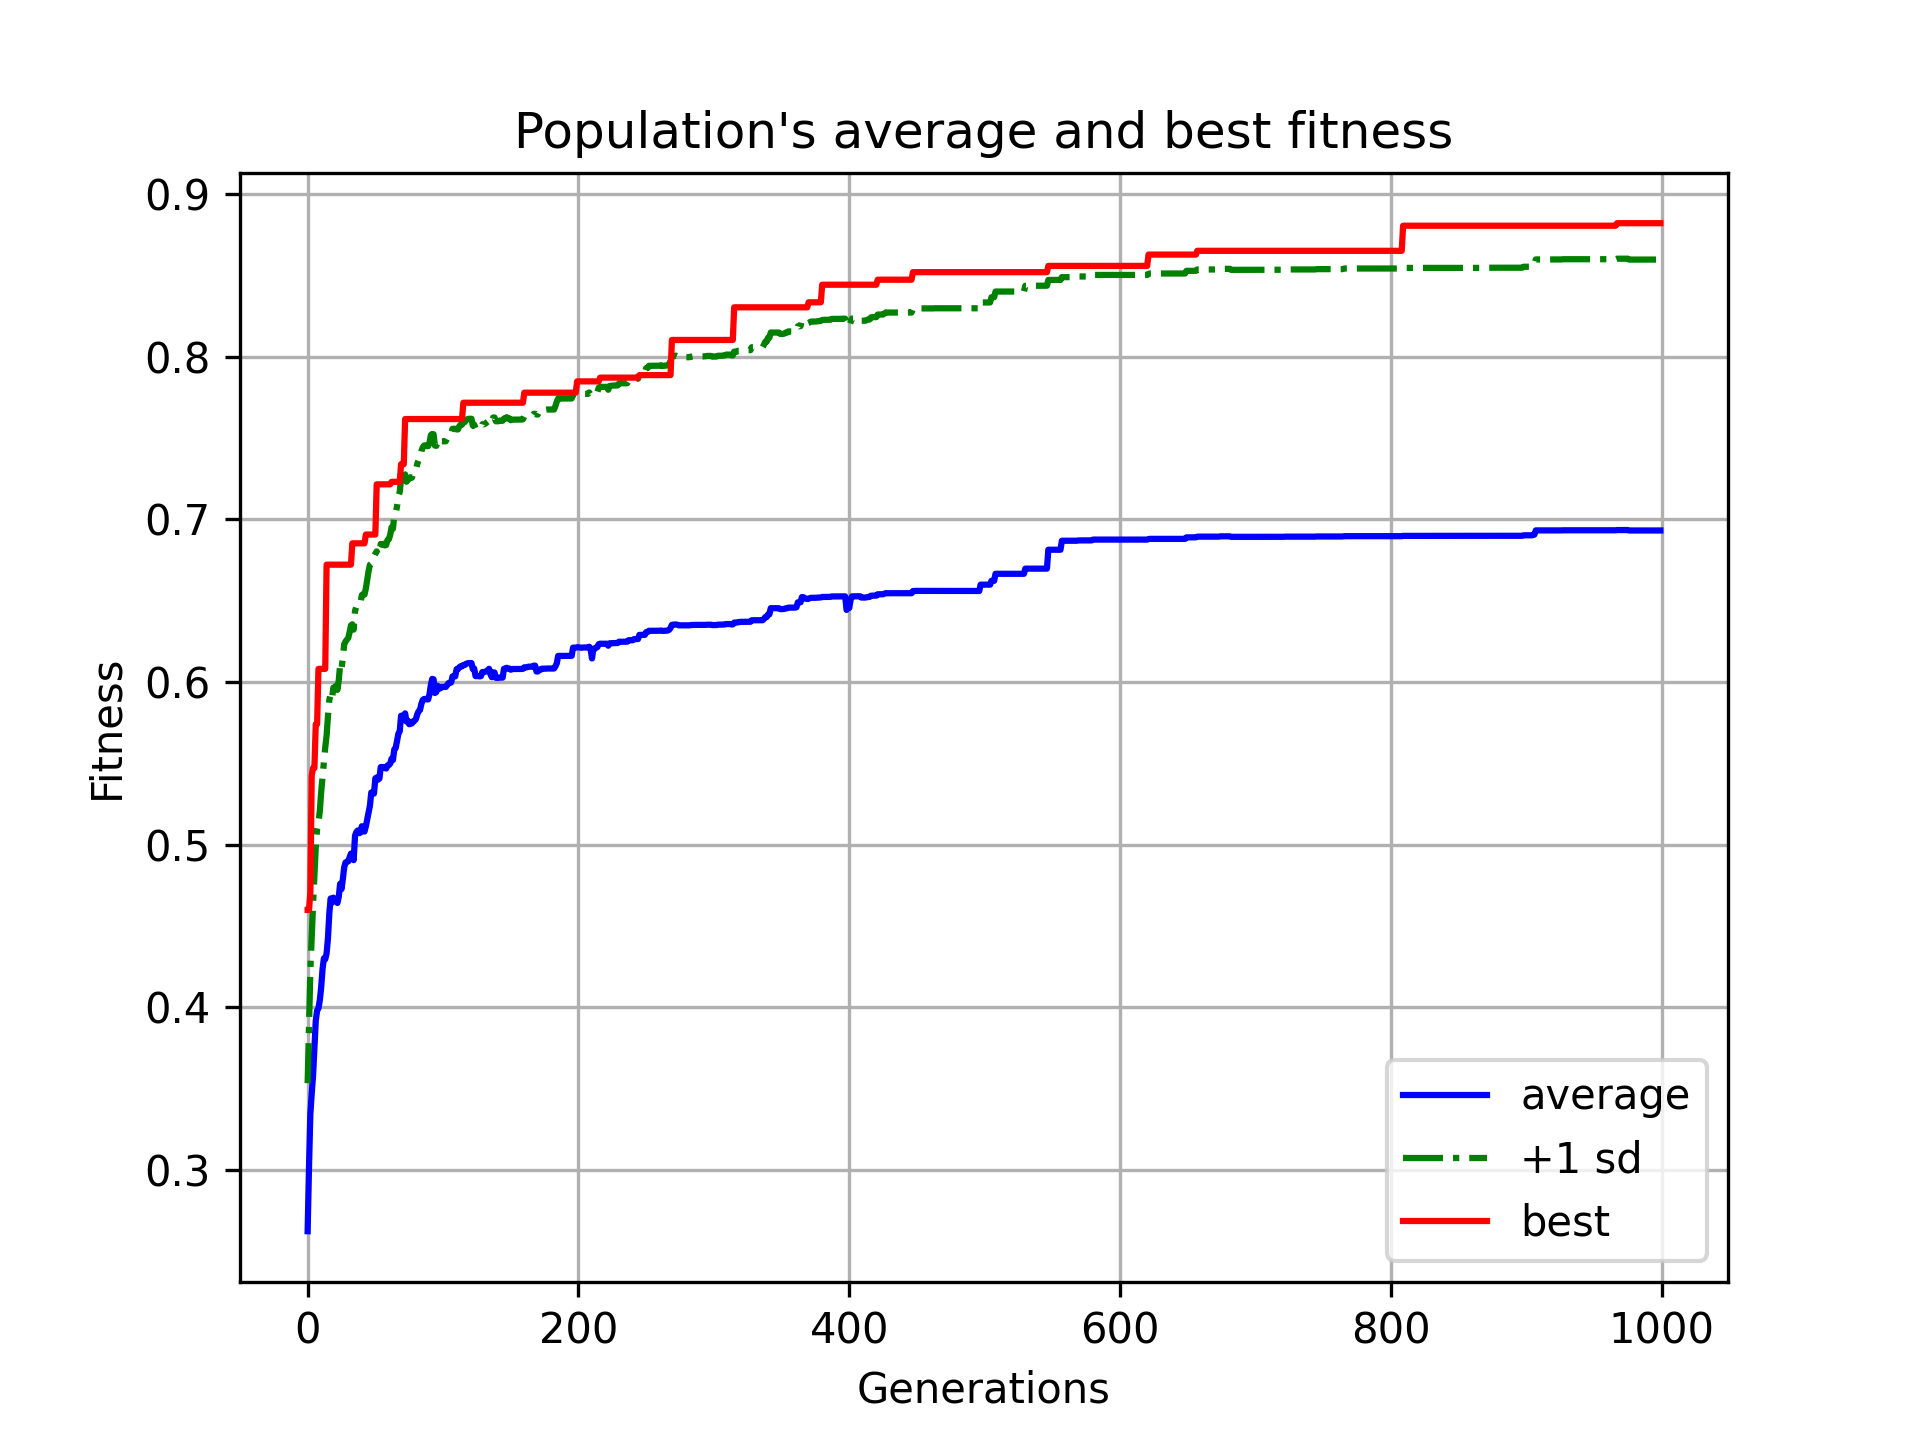 Population's average and best fitness
0.9
0.8
0.7
0.6
0.5
0.4
0.3
Fitness
0 200 400 600 800 1000
Generations
average
+1 sd
best